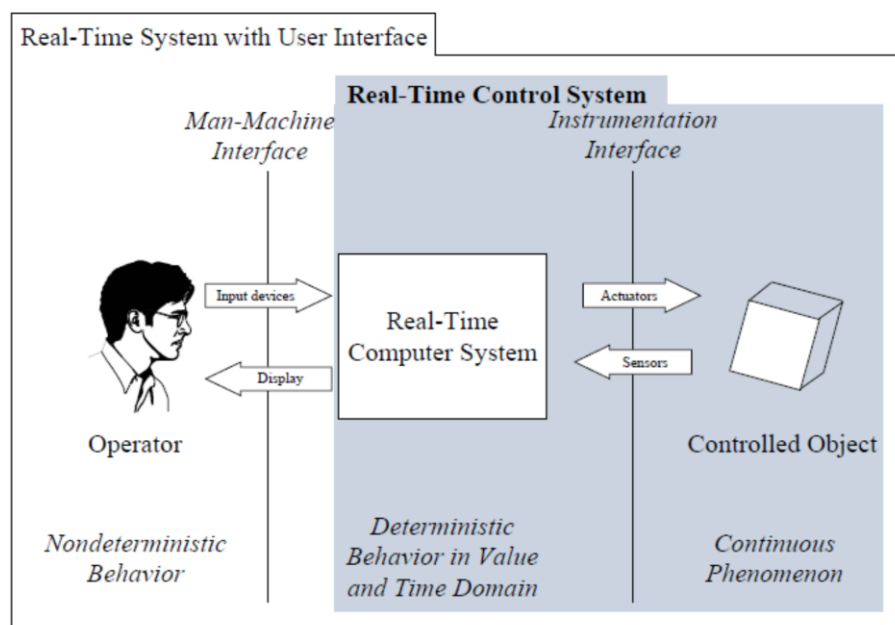 Real-Time System with User Interface
Real-Time Control System
Man-Machine
Interface
Instrumentation
Interface
Input devices
Display
Real-Time
Computer System
Actuators
Sensors
Operator
Controlled Object
Nondeterministic
Behavior
Deterministic
Behavior in Value
and Time Domain
Continuous
Phenomenon